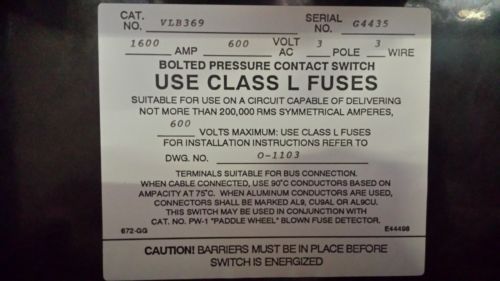 CAT. NO. VLB369 SERIAL NO. G4435
1600 AMP 600 VOLT AC 3 POLE 3 WIRE
BOLTED PRESSURE CONTACT SWITCH
USE CLASS L FUSES
SUITABLE FOR USE ON A CIRCUIT CAPABLE OF DELIVERING
NOT MORE THAN 200,000 RMS SYMMETRICAL AMPERES,
600 VOLTS MAXIMUM: USE CLASS L FUSES
FOR INSTALLATION INSTRUCTIONS REFER TO
DWG. NO. O-1103
TERMINALS SUITABLE FOR BUS CONNECTION.
WHEN CABLE CONNECTED, USE 90°C CONDUCTORS BASED ON
AMPACITY AT 75°C. WHEN ALUMINUM CONDUCTORS ARE USED,
CONNECTORS SHALL BE MARKED AL9, CU9AL OR AL9CU.
THIS SWITCH MAY BE USED IN CONJUNCTION WITH
CAT. NO. PW-1 "PADDLE WHEEL" BLOWN FUSE DETECTOR.
672-GG E44498
CAUTION! BARRIERS MUST BE IN PLACE BEFORE
SWITCH IS ENERGIZED